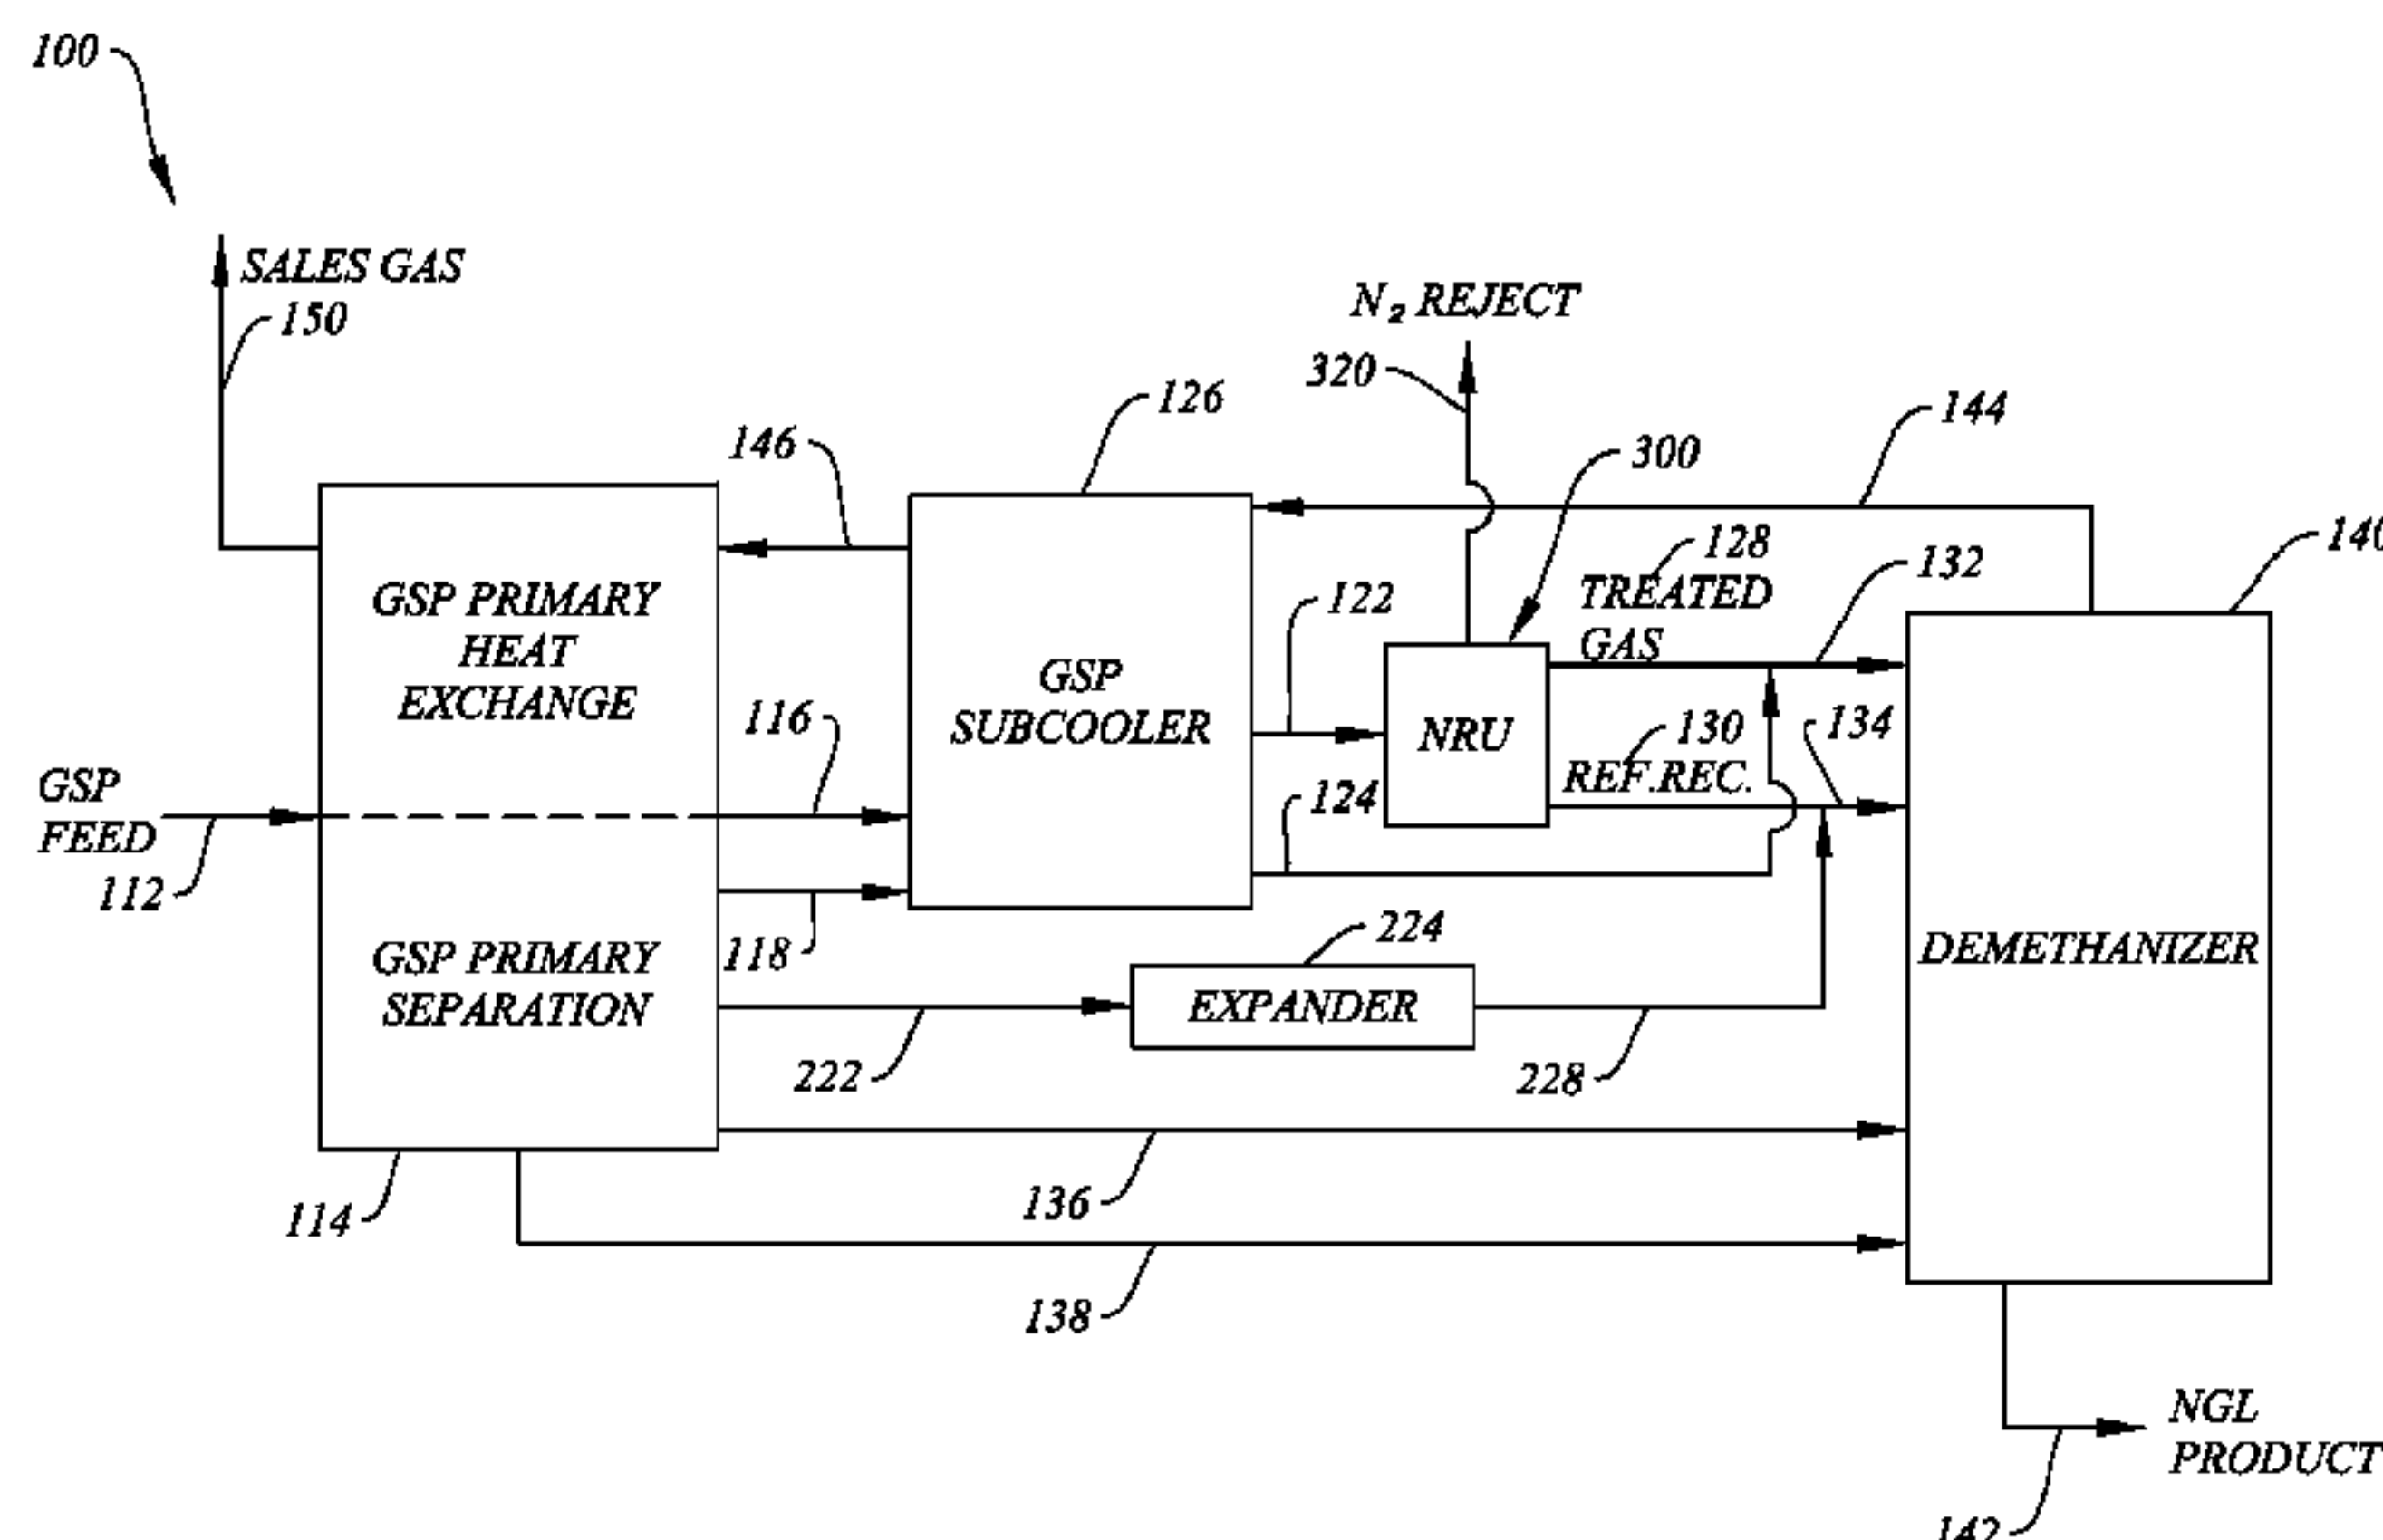 100
SALES GAS
150
N₂ REJECT
320
126
144
146
300
128
140
TREATED
GAS
132
122
GSP PRIMARY
HEAT
EXCHANGE
GSP
SUBCOOLER
116
NRU
130
134
REF.REC.
GSP
FEED
124
112
118
224
GSP PRIMARY
SEPARATION
EXPANDER
DEMETHANIZER
222
228
136
114
138
NGL
PRODUCT
142